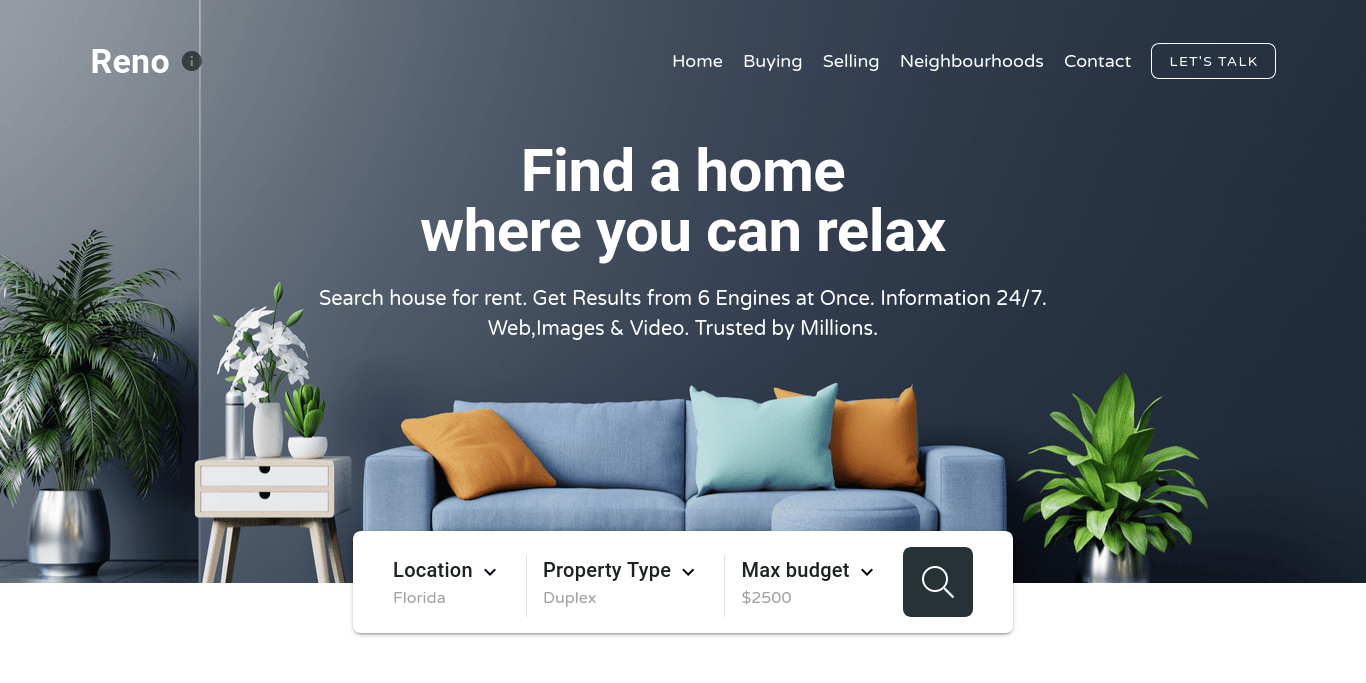 Reno
Home Buying Selling Neighbourhoods Contact LET'S TALK
Find a home
where you can relax
Search house for rent. Get Results from 6 Engines at Once. Information 24/7.
Web,Images & Video. Trusted by Millions.
Location Property Type Max budget
Florida Duplex $2500